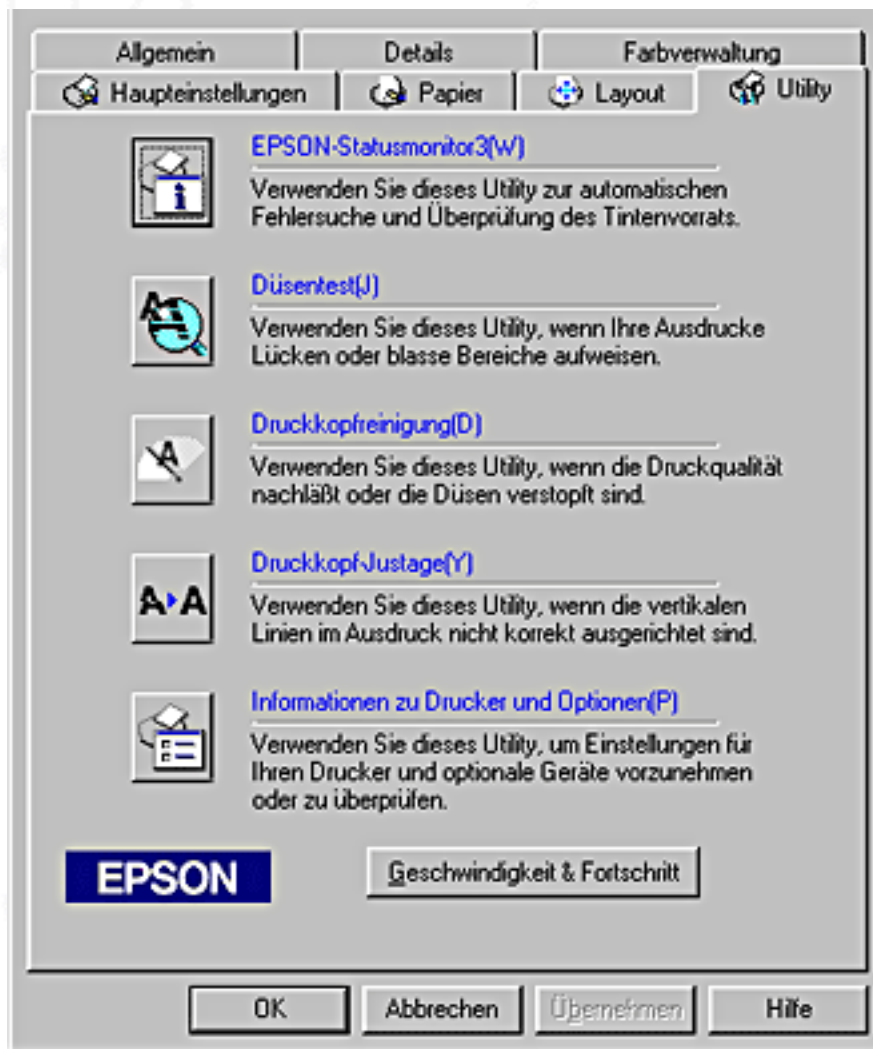 Allgemein Details Farbverwaltung
Haupteinstellungen Papier Layout Utility
EPSON-Statusmonitor3(W)
Verwenden Sie dieses Utility zur automatischen
Fehlersuche und Überprüfung des Tintenvorrats.
Düsentest(J)
Verwenden Sie dieses Utility, wenn Ihre Ausdrucke
Lücken oder blasse Bereiche aufweisen.
Druckkopfreinigung(D)
Verwenden Sie dieses Utility, wenn die Druckqualität
nachläßt oder die Düsen verstopft sind.
Druckkopf-Justage(Y)
Verwenden Sie dieses Utility, wenn die vertikalen
Linien im Ausdruck nicht korrekt ausgerichtet sind.
Informationen zu Drucker und Optionen(P)
Verwenden Sie dieses Utility, um Einstellungen für
Ihren Drucker und optionale Geräte vorzunehmen
oder zu überprüfen.
EPSON Geschwindigkeit & Fortschritt
OK Abbrechen Übernehmen Hilfe